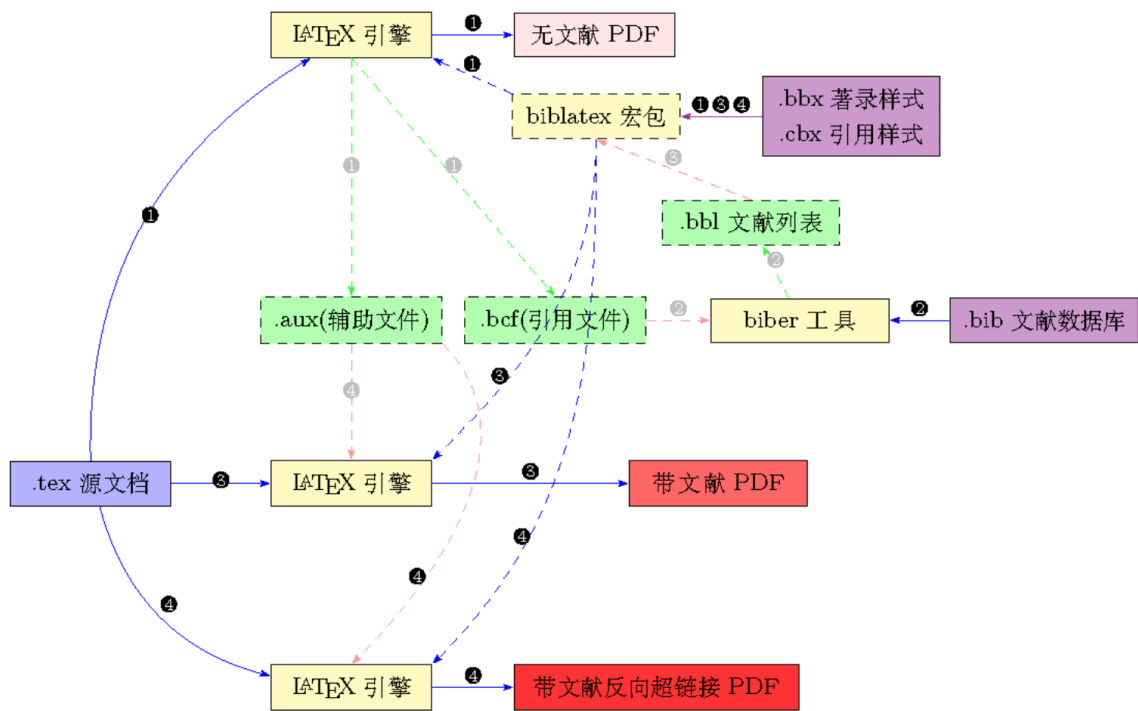 LATEX 引擎
❶
无文献 PDF
❶
biblatex 宏包
❶❸❹
.bbx 著录样式
.cbx 引用样式
❶
❶
❸
❶
.bbl 文献列表
❷
.aux(辅助文件)
.bcf(引用文件)
❷
biber 工具
❷
.bib 文献数据库
❸
❹
.tex 源文档
❸
LATEX 引擎
❸
带文献 PDF
❹
❹
❹
LATEX 引擎
❹
带文献反向超链接 PDF